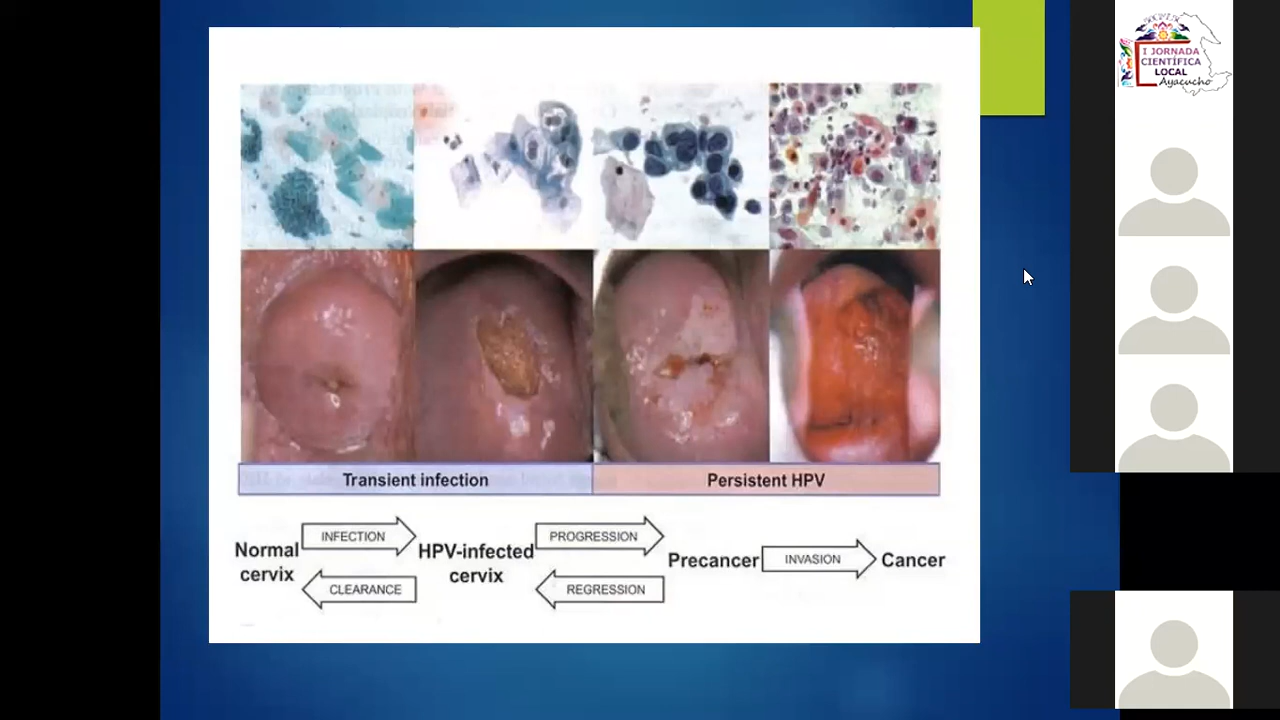 I JORNADA
CIENTÍFICA
LOCAL
Ayacucho
Transient infection
Persistent HPV
INFECTION
PROGRESSION
Normal
cervix
HPV-infected
cervix
Precancer
INVASION
Cancer
CLEARANCE
REGRESSION